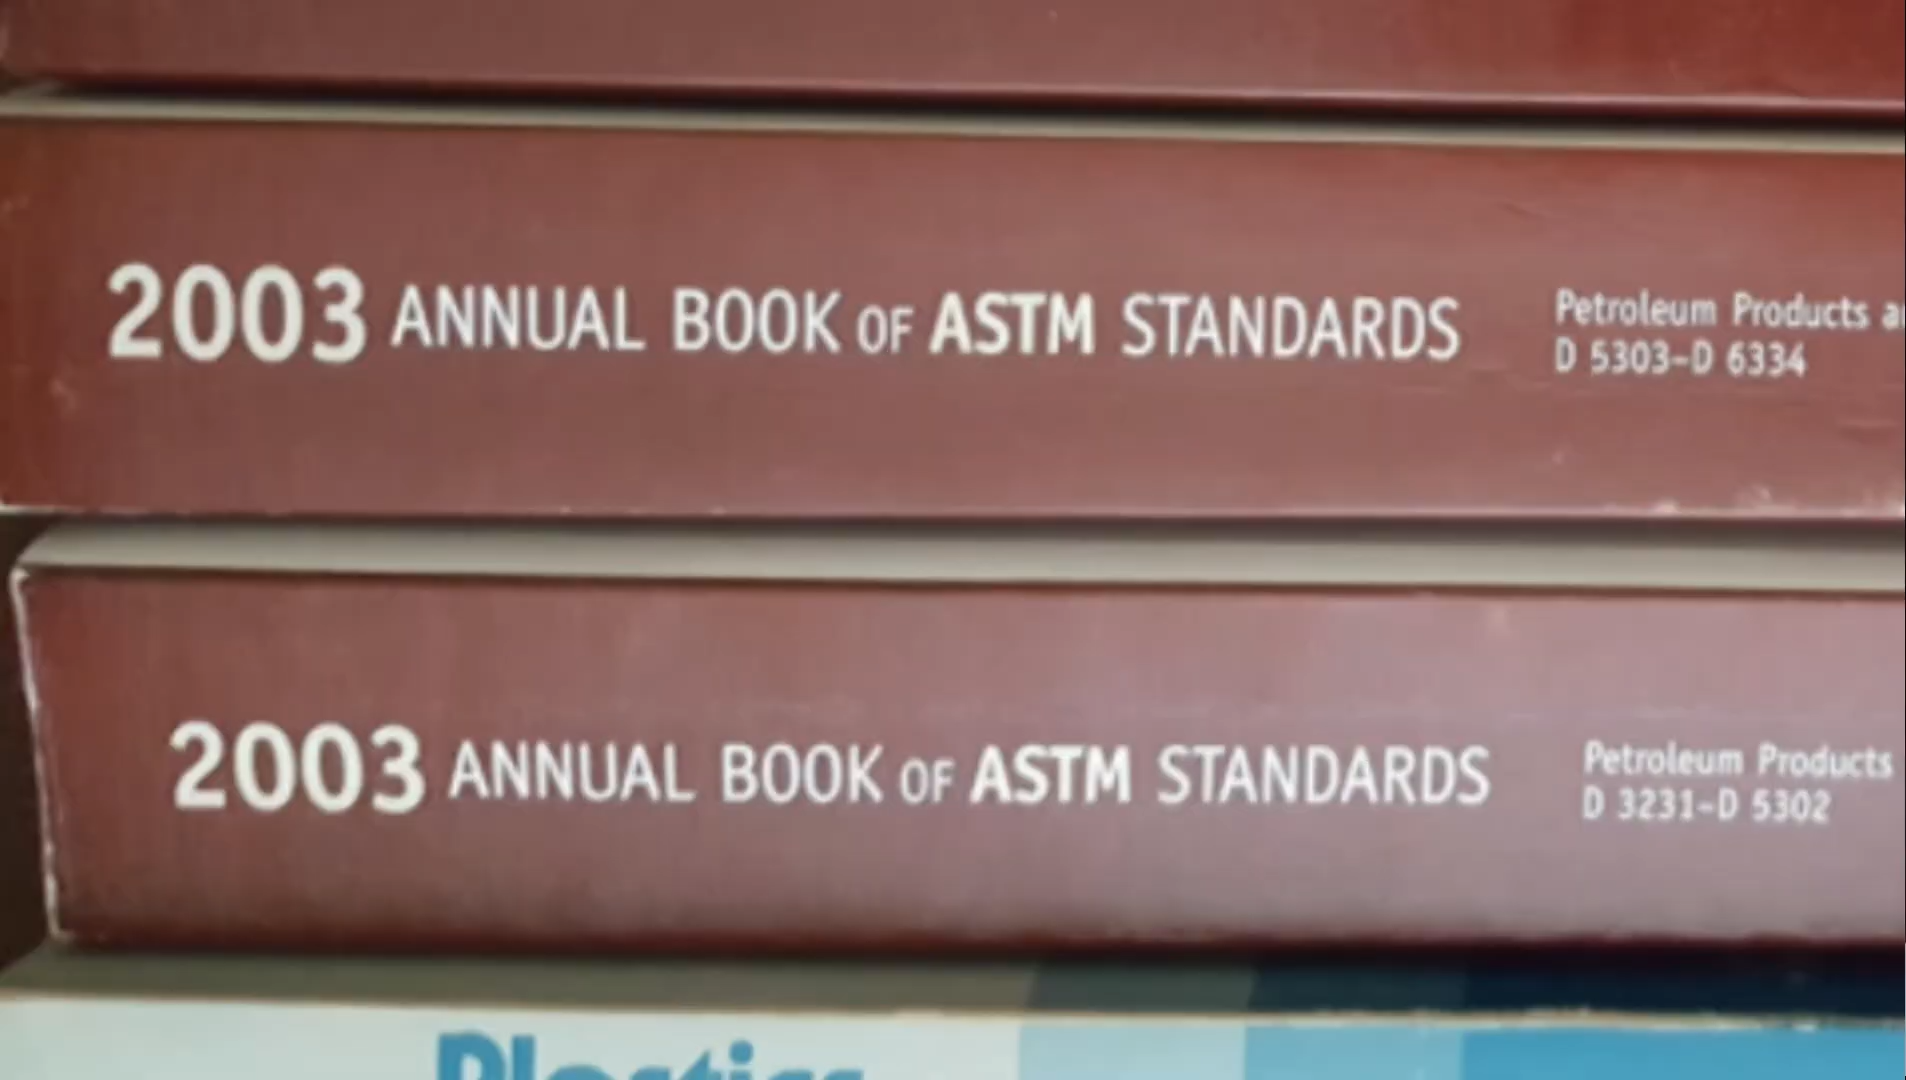 2003 ANNUAL BOOK OF ASTM STANDARDS
Petroleum Products
D 5303-D 6334
2003 ANNUAL BOOK OF ASTM STANDARDS
Petroleum Products
D 3231-D 5302
Plastics